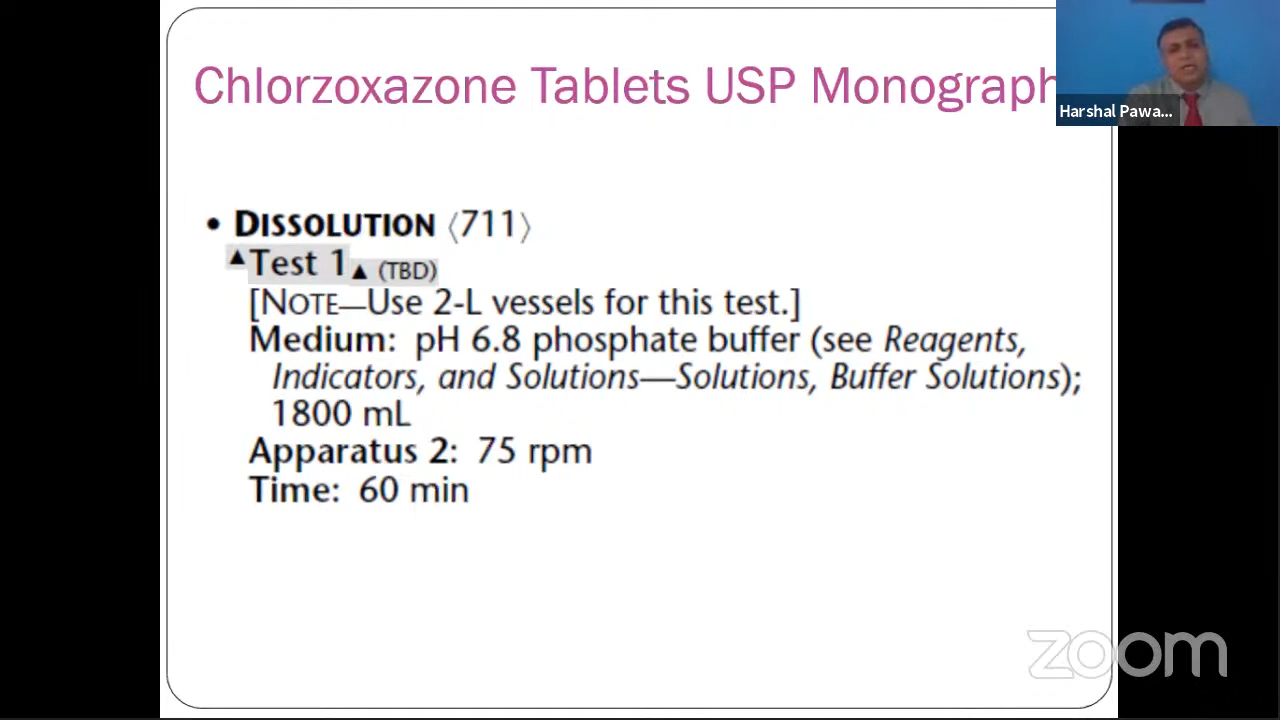 Chlorzoxazone Tablets USP Monograph
Harshal Pawa...
• DISSOLUTION 〈711〉
▲Test 1▲ (TBD)
[NOTE—Use 2-L vessels for this test.]
Medium: pH 6.8 phosphate buffer (see Reagents,
Indicators, and Solutions—Solutions, Buffer Solutions);
1800 mL
Apparatus 2: 75 rpm
Time: 60 min
zoom